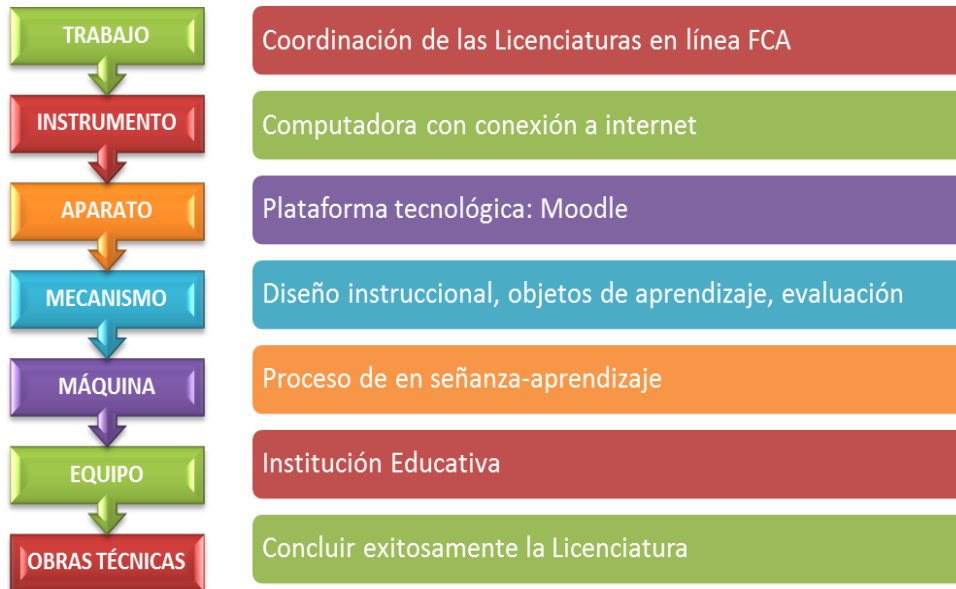 TRABAJO
Coordinación de las Licenciaturas en línea FCA
INSTRUMENTO
Computadora con conexión a internet
APARATO
Plataforma tecnológica: Moodle
MECANISMO
Diseño instruccional, objetos de aprendizaje, evaluación
MÁQUINA
Proceso de en señanza-aprendizaje
EQUIPO
Institución Educativa
OBRAS TÉCNICAS
Concluir exitosamente la Licenciatura